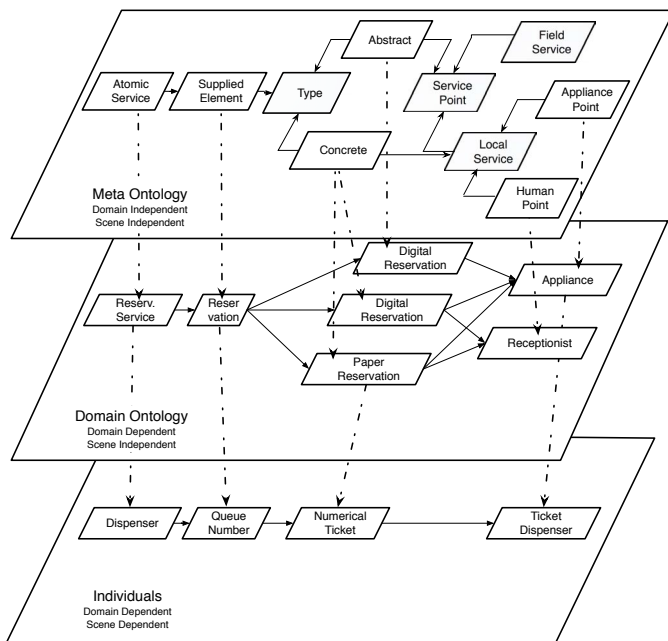 Abstract
Field
Service
Atomic
Service
Supplied
Element
Type
Service
Point
Appliance
Point
Concrete
Local
Service
Human
Point
Meta Ontology
Domain Independent
Scene Independent
Digital
Reservation
Appliance
Reserv.
Service
Reser
vation
Digital
Reservation
Receptionist
Paper
Reservation
Domain Ontology
Domain Dependent
Scene Independent
Dispenser
Queue
Number
Numerical
Ticket
Ticket
Dispenser
Individuals
Domain Dependent
Scene Dependent